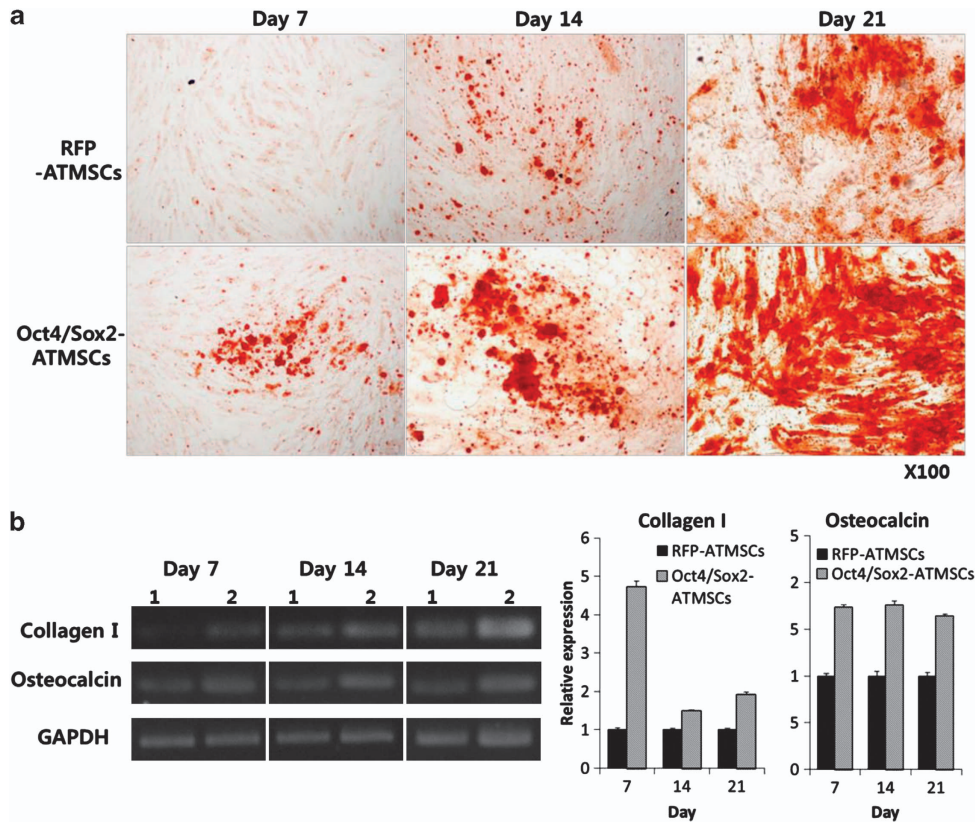 a
Day 7 Day 14 Day 21
RFP
-ATMSCs
Oct4/Sox2-
ATMSCs
X100
b
Day 7 Day 14 Day 21
1 2 1 2 1 2
Collagen I
Osteocalcin
GAPDH
Collagen I
RFP-ATMSCs
Oct4/Sox2-
ATMSCs
Relative expression
6
5
4
3
2
1
0
7 14 21
Day
Osteocalcin
RFP-ATMSCs
Oct4/Sox2-ATMSCs
5
2
5
1
5
0
7 14 21
Day